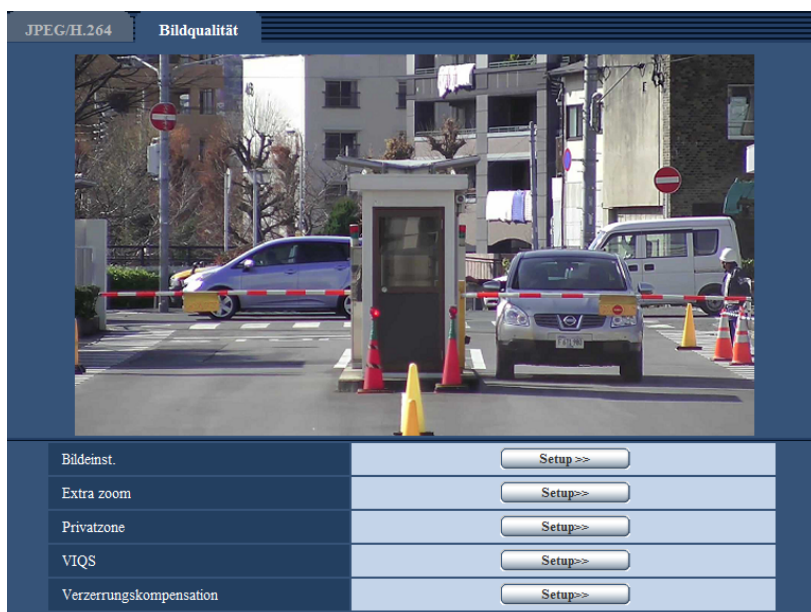 JPEG/H.264
Bildqualität
Bildeinst. Setup >>
Extra zoom Setup>>
Privatzone Setup>>
VIQS Setup>>
Verzerrungskompensation Setup>>